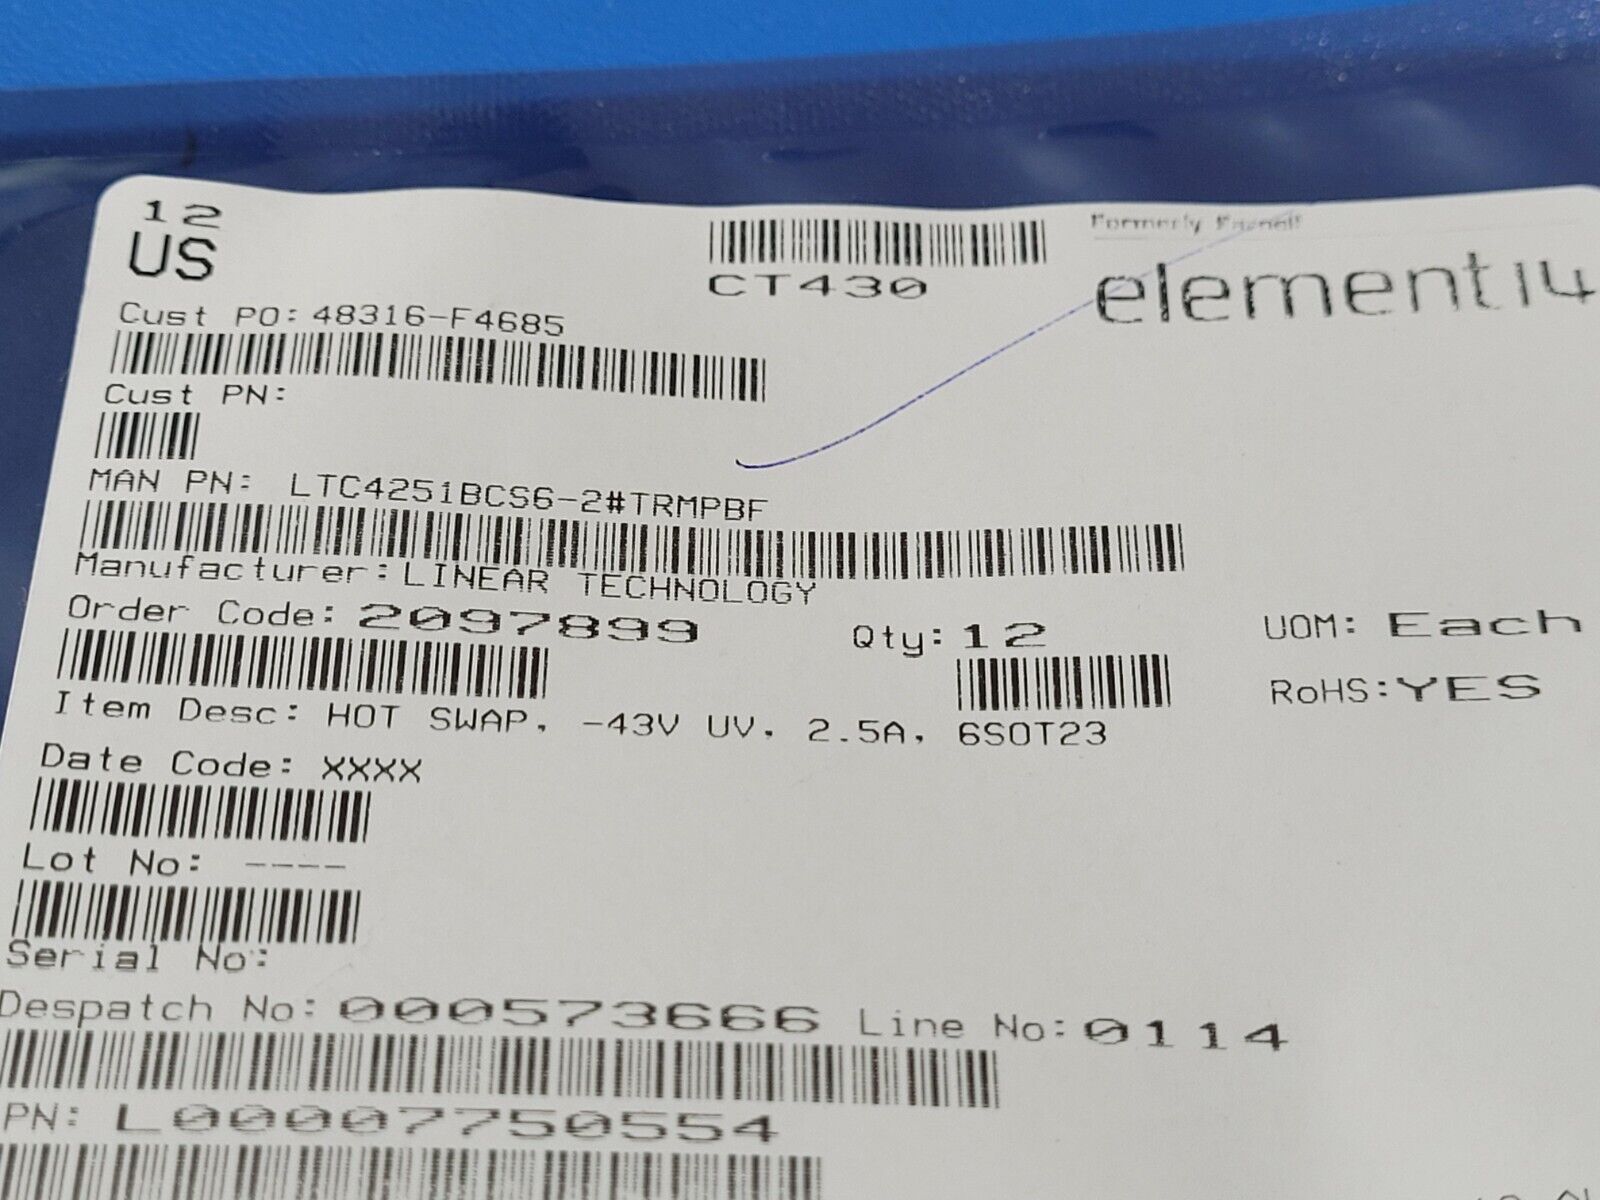 12
US
CT430
Formerly Farnell
element14
Cust PO: 48316-F4685
Cust PN:
MAN PN: LTC4251BCS6-2#TRMPBF
Manufacturer: LINEAR TECHNOLOGY
Order Code: 2097899 Qty: 12 UOM: Each
RoHS: YES
Item Desc: HOT SWAP, -43V UV, 2.5A, 6SOT23
Date Code: XXXX
Lot No: ----
Serial No:
Despatch No: 000573666 Line No: 0114
PN: L00007750554